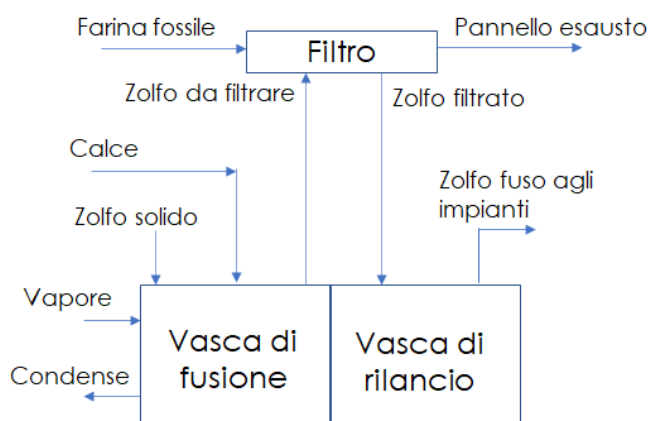 Farina fossile
Filtro
Pannello esausto
Zolfo da filtrare
Zolfo filtrato
Calce
Zolfo fuso agli
impianti
Zolfo solido
Vapore
Vasca di
fusione
Vasca di
rilancio
Condense